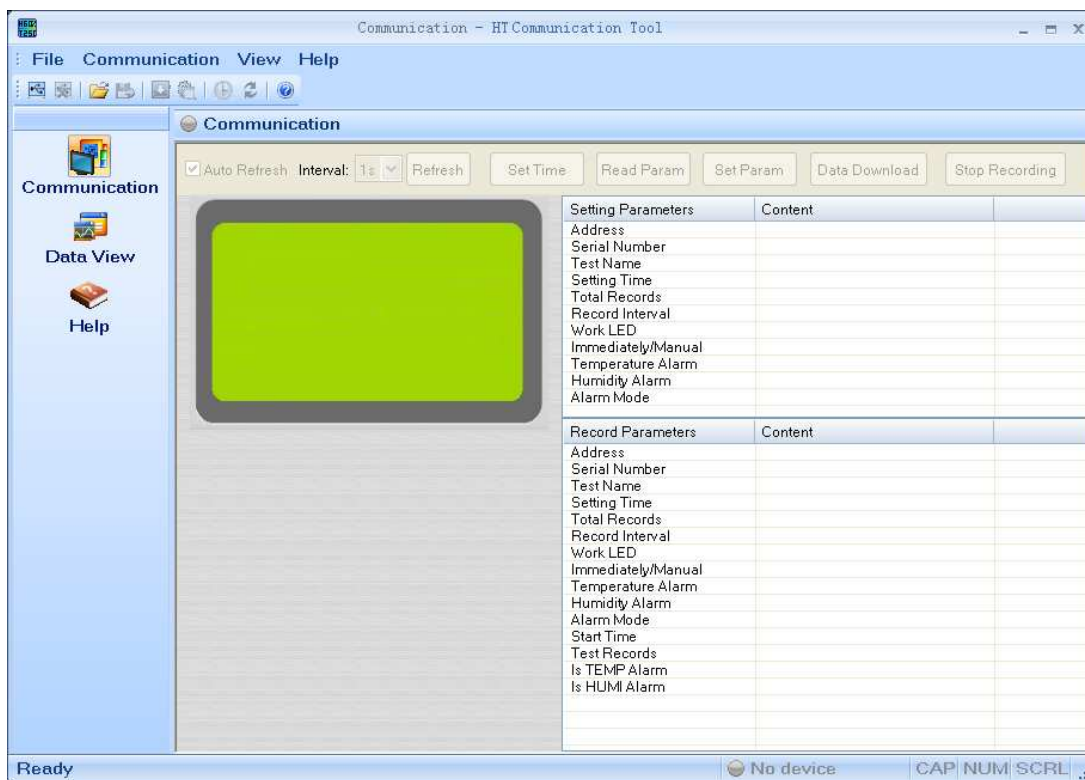 Communication - HTCommunication Tool
File Communication View Help
Communication
Communication
Data View
Help
Auto Refresh Interval: 1s Refresh Set Time Read Param Set Param Data Download Stop Recording
Setting Parameters Content
Address
Serial Number
Test Name
Setting Time
Total Records
Record Interval
Work LED
Immediately/Manual
Temperature Alarm
Humidity Alarm
Alarm Mode
Record Parameters Content
Address
Serial Number
Test Name
Setting Time
Total Records
Record Interval
Work LED
Immediately/Manual
Temperature Alarm
Humidity Alarm
Alarm Mode
Start Time
Test Records
Is TEMP Alarm
Is HUMI Alarm
Ready No device CAP NUM SCRL